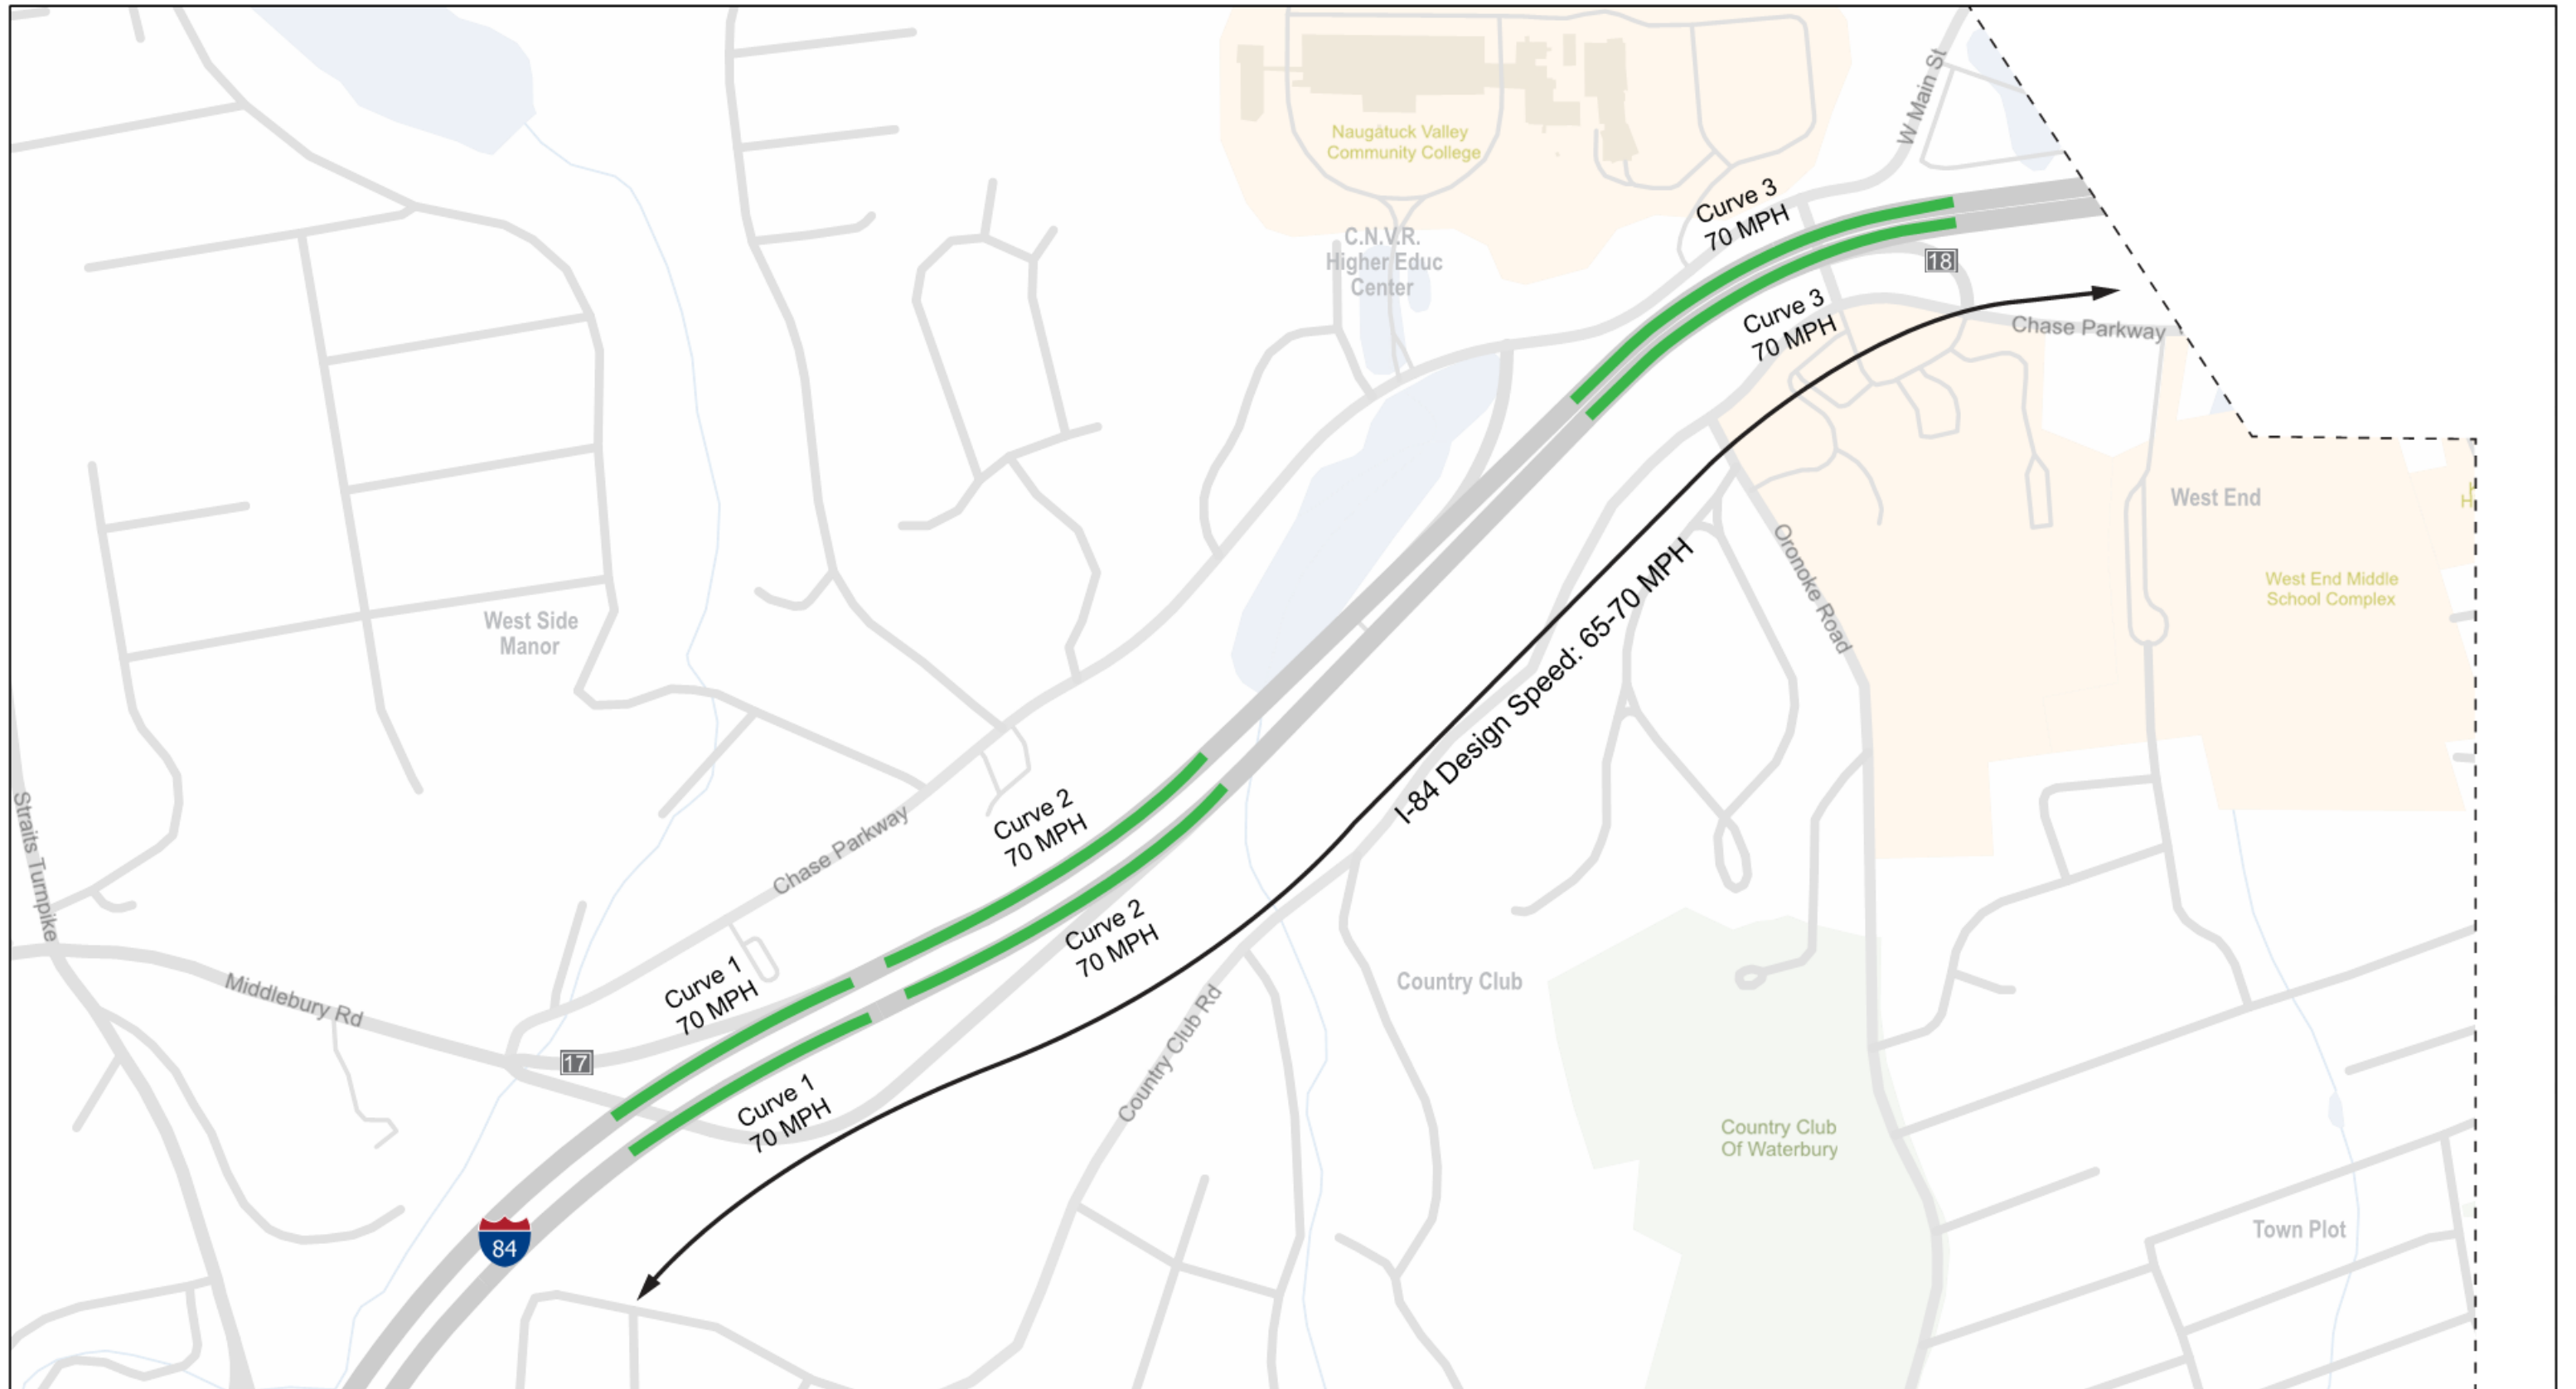 W Main St
Naugatuck Valley
Community College
Curve 3
70 MPH
C.N.V.R.
Higher Educ
Center
18
Curve 3
70 MPH
Chase Parkway
West End
Oronoke Road
I-84 Design Speed: 65-70 MPH
West End Middle
School Complex
West Side
Manor
Straits Turnpike
Curve 2
70 MPH
Chase Parkway
Curve 2
70 MPH
Curve 1
70 MPH
Middlebury Rd
17
Country Club
Country Club Rd
Curve 1
70 MPH
Country Club
Of Waterbury
84
Town Plot